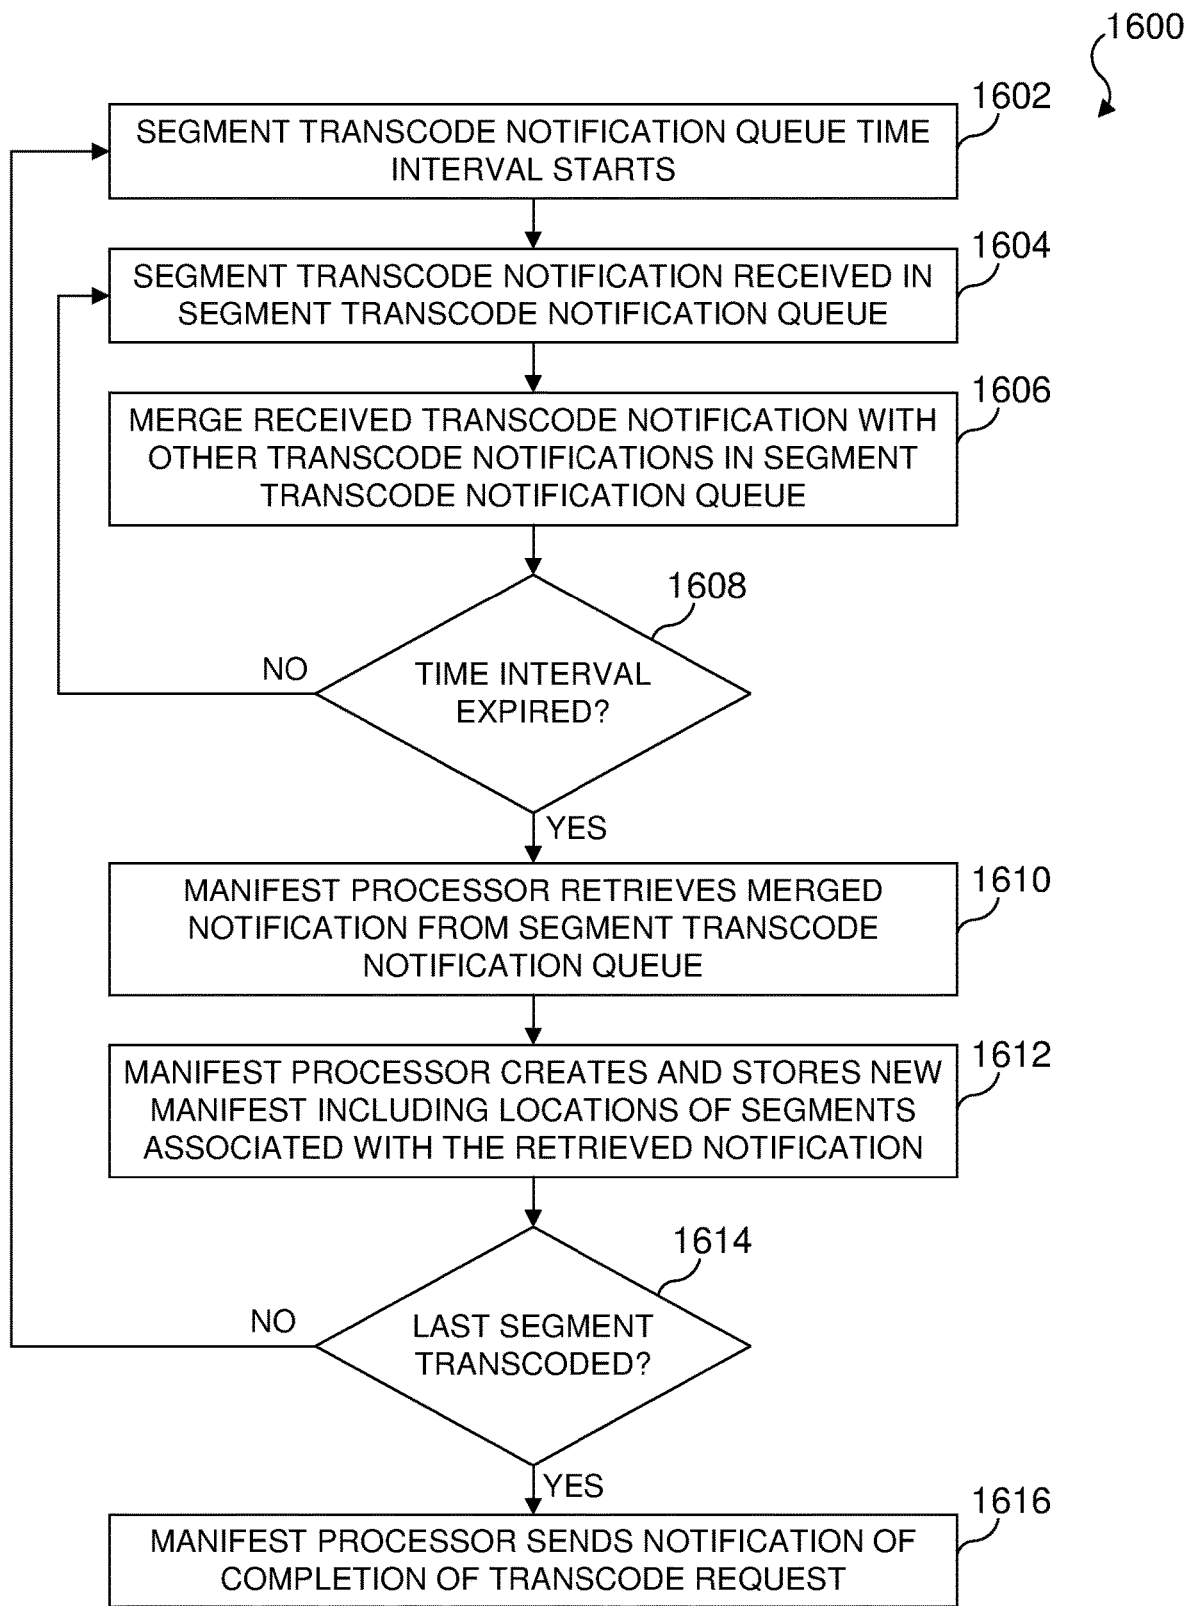 1600
1602
SEGMENT TRANSCODE NOTIFICATION QUEUE TIME
INTERVAL STARTS
1604
SEGMENT TRANSCODE NOTIFICATION RECEIVED IN
SEGMENT TRANSCODE NOTIFICATION QUEUE
1606
MERGE RECEIVED TRANSCODE NOTIFICATION WITH
OTHER TRANSCODE NOTIFICATIONS IN SEGMENT
TRANSCODE NOTIFICATION QUEUE
1608
NO
TIME INTERVAL
EXPIRED?
YES
1610
MANIFEST PROCESSOR RETRIEVES MERGED
NOTIFICATION FROM SEGMENT TRANSCODE
NOTIFICATION QUEUE
1612
MANIFEST PROCESSOR CREATES AND STORES NEW
MANIFEST INCLUDING LOCATIONS OF SEGMENTS
ASSOCIATED WITH THE RETRIEVED NOTIFICATION
1614
NO
LAST SEGMENT
TRANSCODED?
YES
1616
MANIFEST PROCESSOR SENDS NOTIFICATION OF
COMPLETION OF TRANSCODE REQUEST